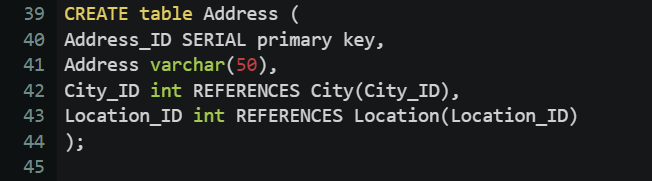 39 CREATE table Address (
40 Address_ID SERIAL primary key,
41 Address varchar(50),
42 City_ID int REFERENCES City(City_ID),
43 Location_ID int REFERENCES Location(Location_ID)
44 );
45